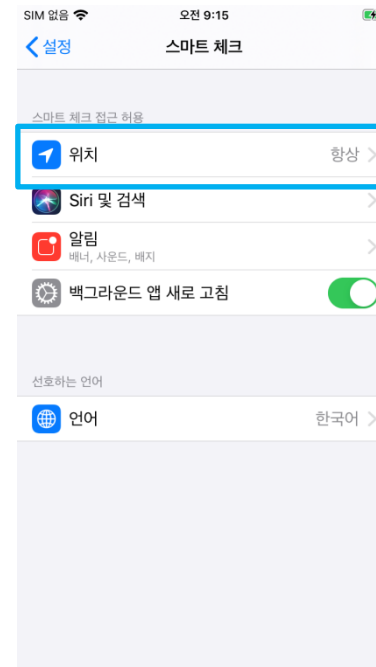 SIM 없음 오전 9:15
설정 스마트 체크
스마트 체크 접근 허용
위치 항상
Siri 및 검색
알림
배너, 사운드, 배지
백그라운드 앱 새로 고침
선호하는 언어
언어 한국어